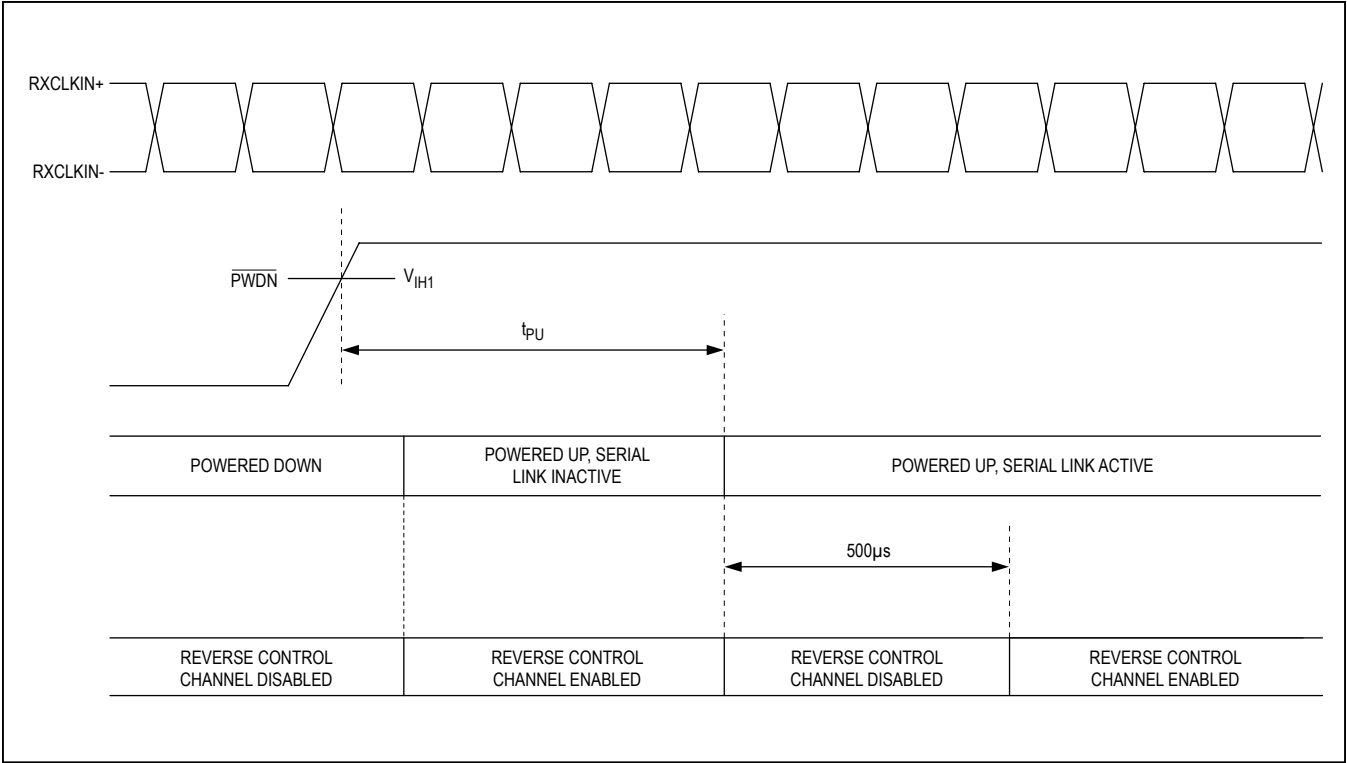 RXCLKIN+
RXCLKIN-
PWDN
VIH1
tPU
POWERED DOWN
POWERED UP, SERIAL
LINK INACTIVE
POWERED UP, SERIAL LINK ACTIVE
500µs
REVERSE CONTROL
CHANNEL DISABLED
REVERSE CONTROL
CHANNEL ENABLED
REVERSE CONTROL
CHANNEL DISABLED
REVERSE CONTROL
CHANNEL ENABLED